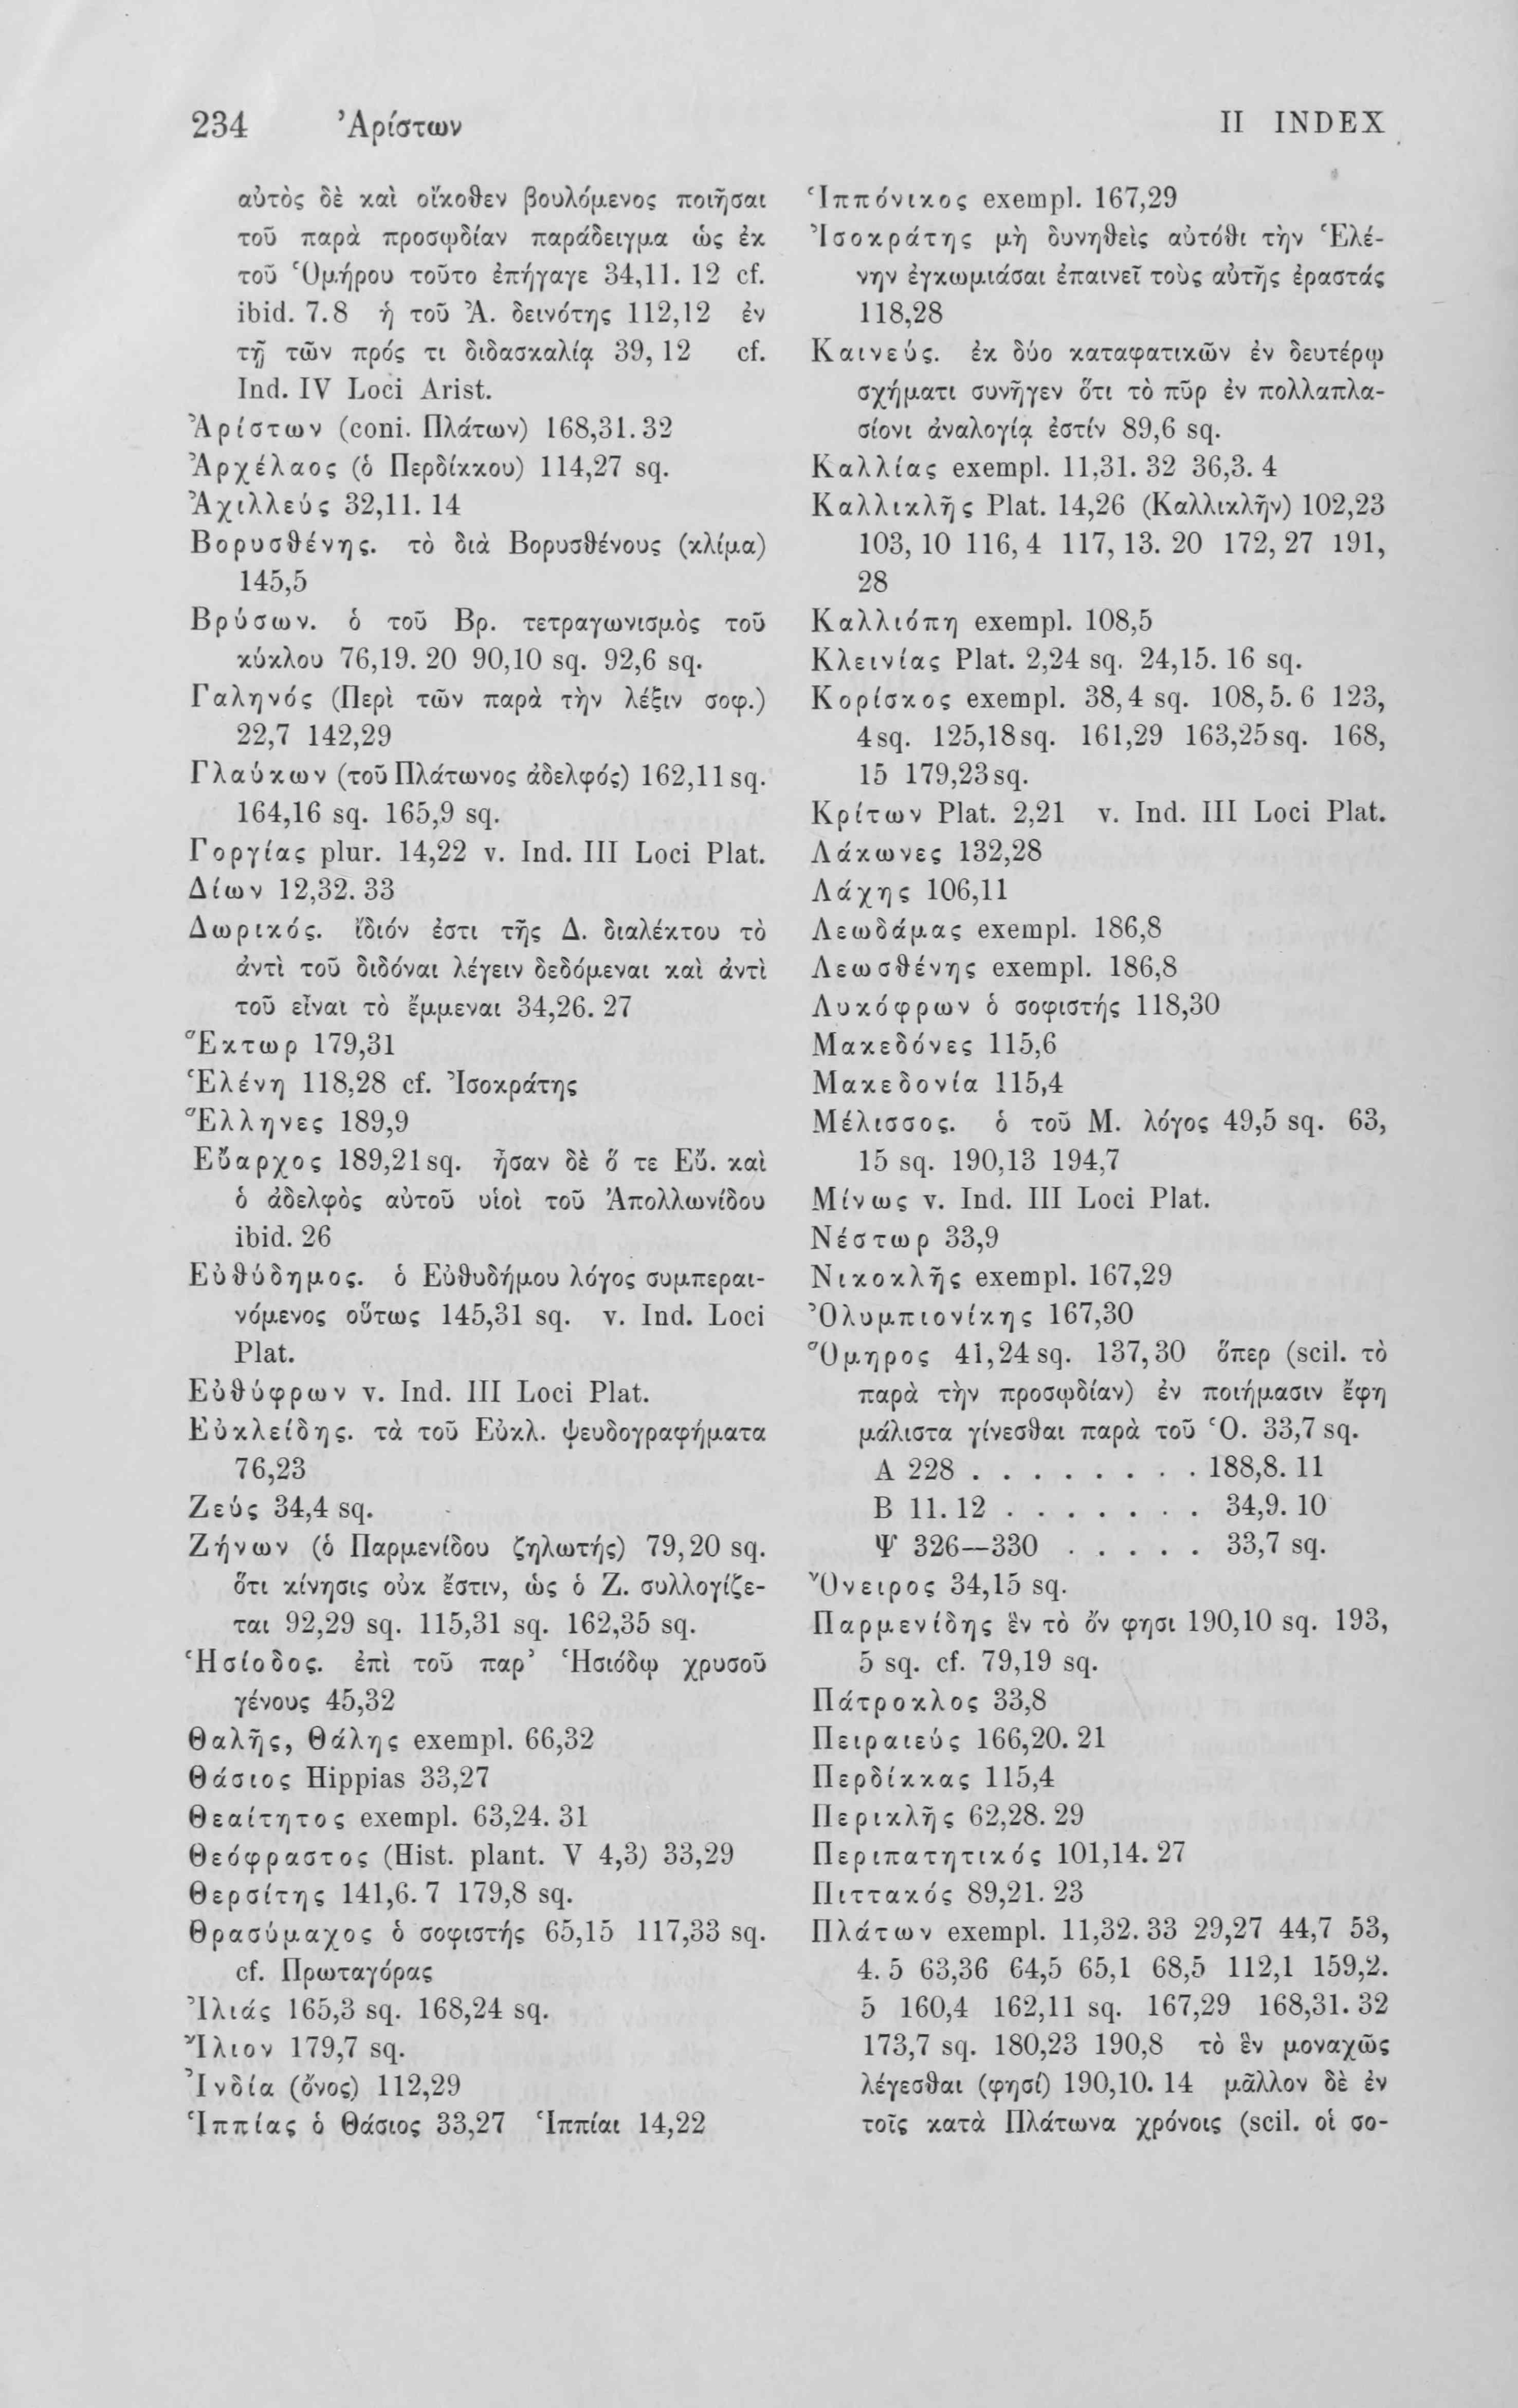 234 Ἀρίστων II INDEX
αὐτὸς δὲ καὶ οἴκοθεν βουλόμενος ποιῆσαι
τοῦ παρὰ προσῳδίαν παράδειγμα ὡς ἐκ
τοῦ Ὁμήρου τοῦτο ἐπήγαγε 34,11. 12 cf.
ibid. 7.8 ἡ τοῦ Ἀ. δεινότης 112,12 ἐν
τῇ τῶν πρός τι διδασκαλίᾳ 39, 12 cf.
Ind. IV Loci Arist.
Ἀρίστων (coni. Πλάτων) 168,31. 32
Ἀρχέλαος (ὁ Περδίκκου) 114,27 sq.
Ἀχιλλεύς 32,11. 14
Βορυσθένης. τὸ διὰ Βορυσθένους (κλίμα)
145,5
Βρύσων. ὁ τοῦ Βρ. τετραγωνισμὸς τοῦ
κύκλου 76,19. 20 90,10 sq. 92,6 sq.
Γαληνός (Περὶ τῶν παρὰ τὴν λέξιν σοφ.)
22,7 142,29
Γλαύκων (τοῦ Πλάτωνος ἀδελφός) 162,11 sq.
164,16 sq. 165,9 sq.
Γοργίας plur. 14,22 v. Ind. III Loci Plat.
Δίων 12,32. 33
Δωρικός. ἴδιόν ἐστι τῆς Δ. διαλέκτου τὸ
ἀντὶ τοῦ διδόναι λέγειν δεδόμεναι καὶ ἀντὶ
τοῦ εἶναι τὸ ἔμμεναι 34,26. 27
Ἕκτωρ 179,31
Ἑλένη 118,28 cf. Ἰσοκράτης
Ἕλληνες 189,9
Εὔαρχος 189,21 sq. ἦσαν δὲ ὅ τε Εὔ. καὶ
ὁ ἀδελφὸς αὐτοῦ υἱοὶ τοῦ Ἀπολλωνίδου
ibid. 26
Εὐθύδημος. ὁ Εὐθυδήμου λόγος συμπεραι-
νόμενος οὕτως 145,31 sq. v. Ind. Loci
Plat.
Εὐθύφρων v. Ind. III Loci Plat.
Εὐκλείδης. τὰ τοῦ Εὐκλ. ψευδογραφήματα
76,23
Ζεύς 34,4 sq.
Ζήνων (ὁ Παρμενίδου ζηλωτής) 79,20 sq.
ὅτι κίνησις οὐκ ἔστιν, ὡς ὁ Ζ. συλλογίζε-
ται 92,29 sq. 115,31 sq. 162,35 sq.
Ἡσίοδος. ἐπὶ τοῦ παρ’ Ἡσιόδῳ χρυσοῦ
γένους 45,32
Θαλῆς, Θάλης exempl. 66,32
Θάσιος Hippias 33,27
Θεαίτητος exempl. 63,24. 31
Θεόφραστος (Hist. plant. V 4,3) 33,29
Θερσίτης 141,6. 7 179,8 sq.
Θρασύμαχος ὁ σοφιστής 65,15 117,33 sq.
cf. Πρωταγόρας
Ἰλιάς 165,3 sq. 168,24 sq.
Ἴλιον 179,7 sq.
Ἰνδία (ὄνος) 112,29
Ἱππίας ὁ Θάσιος 33,27 Ἱππίαι 14,22
Ἱππόνικος exempl. 167,29
Ἰσοκράτης μὴ δυνηθεὶς αὐτόθι τὴν Ἑλέ-
νην ἐγκωμιάσαι ἐπαινεῖ τοὺς αὐτῆς ἐραστάς
118,28
Καινεύς. ἐκ δύο καταφατικῶν ἐν δευτέρῳ
σχήματι συνῆγεν ὅτι τὸ πῦρ ἐν πολλαπλα-
σίονι ἀναλογίᾳ ἐστίν 89,6 sq.
Καλλίας exempl. 11,31. 32 36,3. 4
Καλλικλῆς Plat. 14,26 (Καλλικλῆν) 102,23
103, 10 116, 4 117, 13. 20 172, 27 191,
28
Καλλιόπη exempl. 108,5
Κλεινίας Plat. 2,24 sq. 24,15. 16 sq.
Κορίσκος exempl. 38, 4 sq. 108, 5. 6 123,
4 sq. 125,18 sq. 161,29 163,25 sq. 168,
15 179,23 sq.
Κρίτων Plat. 2,21 v. Ind. III Loci Plat.
Λάκωνες 132,28
Λάχης 106,11
Λεωδάμας exempl. 186,8
Λεωσθένης exempl. 186,8
Λυκόφρων ὁ σοφιστής 118,30
Μακεδόνες 115,6
Μακεδονία 115,4
Μέλισσος. ὁ τοῦ Μ. λόγος 49,5 sq. 63,
15 sq. 190,13 194,7
Μίνως v. Ind. III Loci Plat.
Νέστωρ 33,9
Νικοκλῆς exempl. 167,29
Ὀλυμπιονίκης 167,30
Ὅμηρος 41,24 sq. 137,30 ὅπερ (scil. τὸ
παρὰ τὴν προσῳδίαν) ἐν ποιήμασιν ἔφη
μάλιστα γίνεσθαι παρὰ τοῦ Ὁ. 33,7 sq.
Α 228 . . . . . . . . 188,8. 11
Β 11. 12 . . . . . . . 34,9. 10
Ψ 326—330 . . . . . 33,7 sq.
Ὄνειρος 34,15 sq.
Παρμενίδης ἓν τὸ ὄν φησι 190,10 sq. 193,
5 sq. cf. 79,19 sq.
Πάτροκλος 33,8
Πειραιεύς 166,20. 21
Περδίκκας 115,4
Περικλῆς 62,28. 29
Περιπατητικός 101,14. 27
Πιττακός 89,21. 23
Πλάτων exempl. 11,32. 33 29,27 44,7 53,
4. 5 63,36 64,5 65,1 68,5 112,1 159,2.
5 160,4 162,11 sq. 167,29 168,31. 32
173,7 sq. 180,23 190,8 τὸ ἓν μοναχῶς
λέγεσθαι (φησί) 190,10. 14 μᾶλλον δὲ ἐν
τοῖς κατὰ Πλάτωνα χρόνοις (scil. οἱ σο-